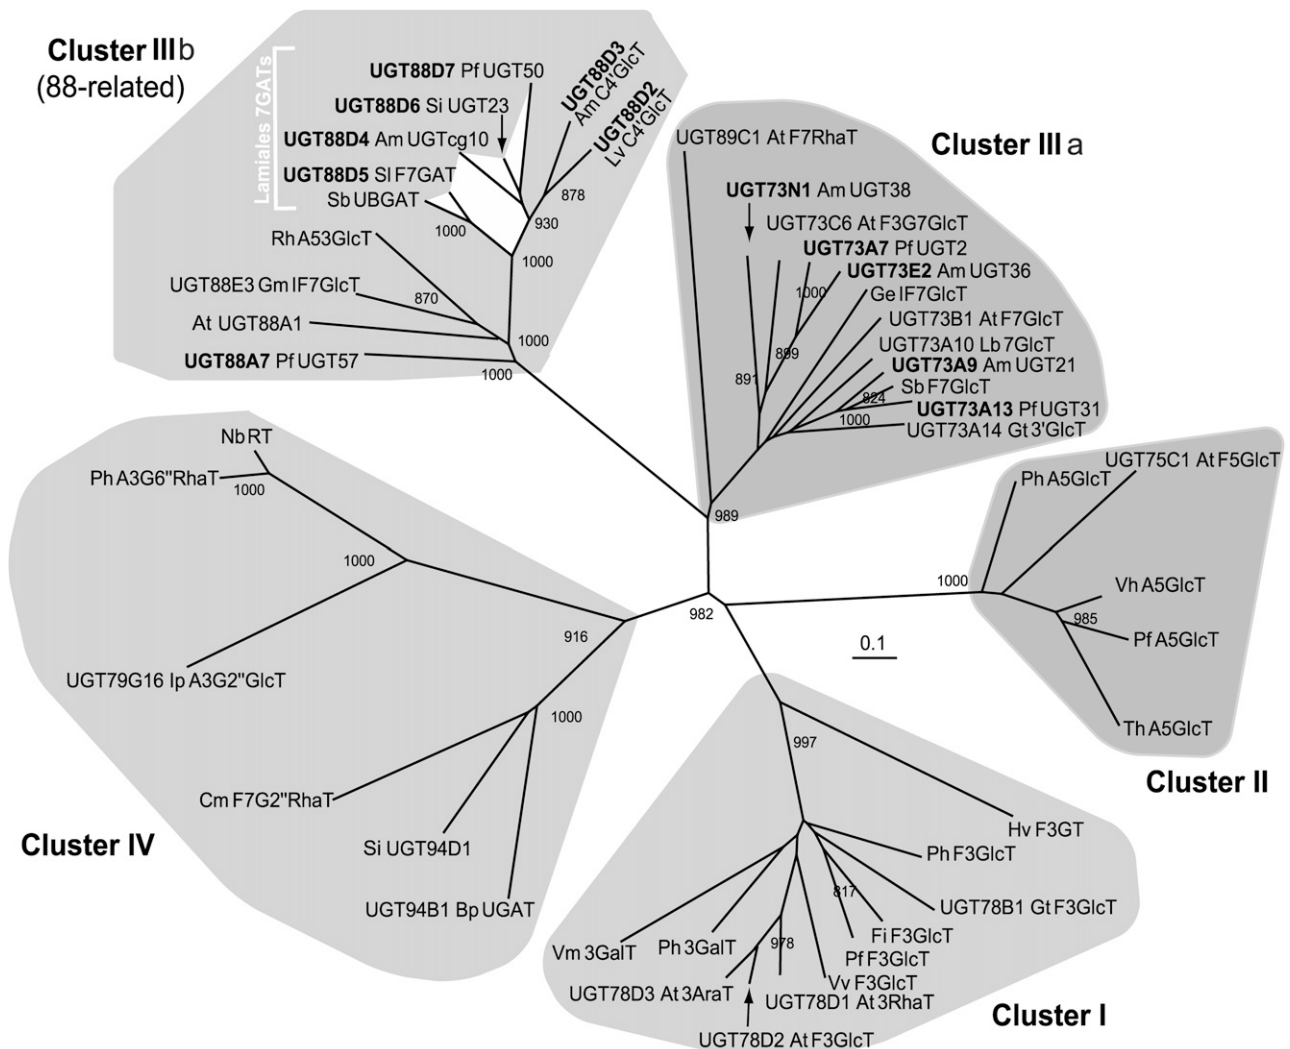 Cluster IIIb
(88-related)
Lamiales 7GATs
UGT88D7 Pf UGT50
UGT88D6 Si UGT23
UGT88D4 Am UGTcg10
UGT88D5 Sl F7GAT
Sb UBGAT
UGT88D3
Am C4'GlcT
UGT88D2
Lv C4'GlcT
878
930
1000
1000
Rh A53GlcT
UGT88E3 Gm IF7GlcT
870
At UGT88A1
UGT88A7 Pf UGT57
1000
1000
Cluster IIIa
UGT89C1 At F7RhaT
UGT73N1 Am UGT38
UGT73C6 At F3G7GlcT
UGT73A7 Pf UGT2
UGT73E2 Am UGT36
1000
Ge IF7GlcT
UGT73B1 At F7GlcT
UGT73A10 Lb 7GlcT
899
UGT73A9 Am UGT21
891
Sb F7GlcT
824
UGT73A13 Pf UGT31
1000
UGT73A14 Gt 3'GlcT
989
Nb RT
Ph A3G6"RhaT
1000
1000
UGT79G16 Ip A3G2"GlcT
916
982
1000
Cm F7G2"RhaT
Si UGT94D1
UGT94B1 Bp UGAT
Cluster IV
UGT75C1 At F5GlcT
Ph A5GlcT
1000
Vh A5GlcT
985
Pf A5GlcT
Th A5GlcT
Cluster II
0.1
997
Hv F3GT
Ph F3GlcT
817
UGT78B1 Gt F3GlcT
Fi F3GlcT
Pf F3GlcT
Vv F3GlcT
978
Ph 3GalT
Vm 3GalT
UGT78D3 At 3AraT
UGT78D1 At 3RhaT
UGT78D2 At F3GlcT
Cluster I